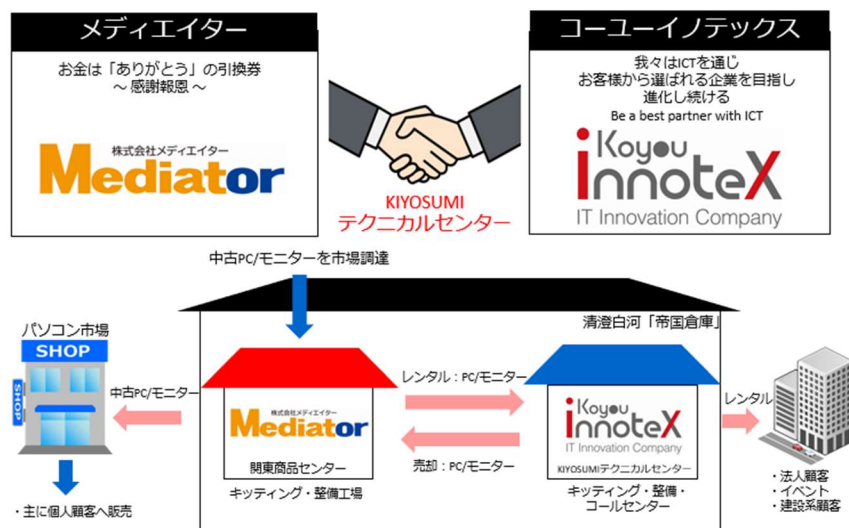 メディエイター
お金は「ありがとう」の引換券
～ 感謝報恩 ～
株式会社メディエイター
Mediator
コーユーイノテックス
我々はICTを通じ
お客様から選ばれる企業を目指し
進化し続ける
Be a best partner with ICT
Koyou
innoteX
IT Innovation Company
KIYOSUMI
テクニカルセンター
中古PC/モニターを市場調達
清澄白河「帝国倉庫」
パソコン市場
SHOP
SHOP
中古PC/モニター
・主に個人顧客へ販売
株式会社メディエイター
Mediator
関東商品センター
キッティング・整備工場
レンタル：PC/モニター
売却：PC/モニター
Koyou
innoteX
IT Innovation Company
KIYOSUMIテクニカルセンター
キッティング・整備・
コールセンター
レンタル
・法人顧客
・イベント
・建設系顧客